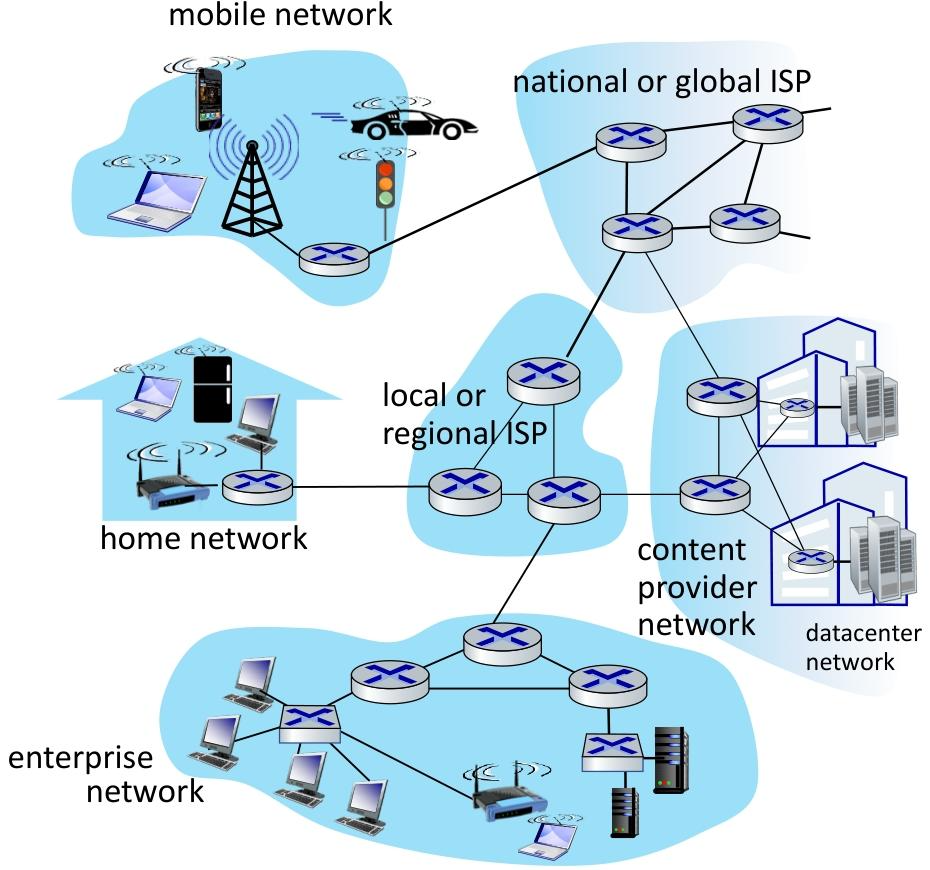 mobile network
national or global ISP
local or
regional ISP
home network
content
provider
network
datacenter
network
enterprise
network